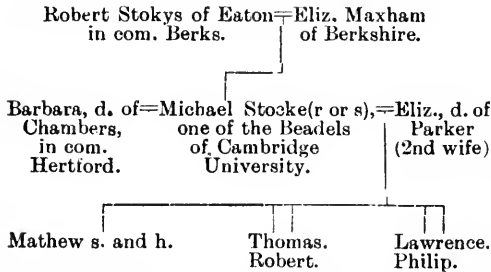 Robert Stokys of Eaton=Eliz. Maxham
in com. Berks. of Berkshire.
Barbara, d. of=Michael Stocke(r or s),=Eliz., d. of
Chambers, one of the Beadels Parker
in com. of Cambridge (2nd wife)
Hertford. University.
Mathew s. and h. Thomas. Lawrence.
Robert. Philip.